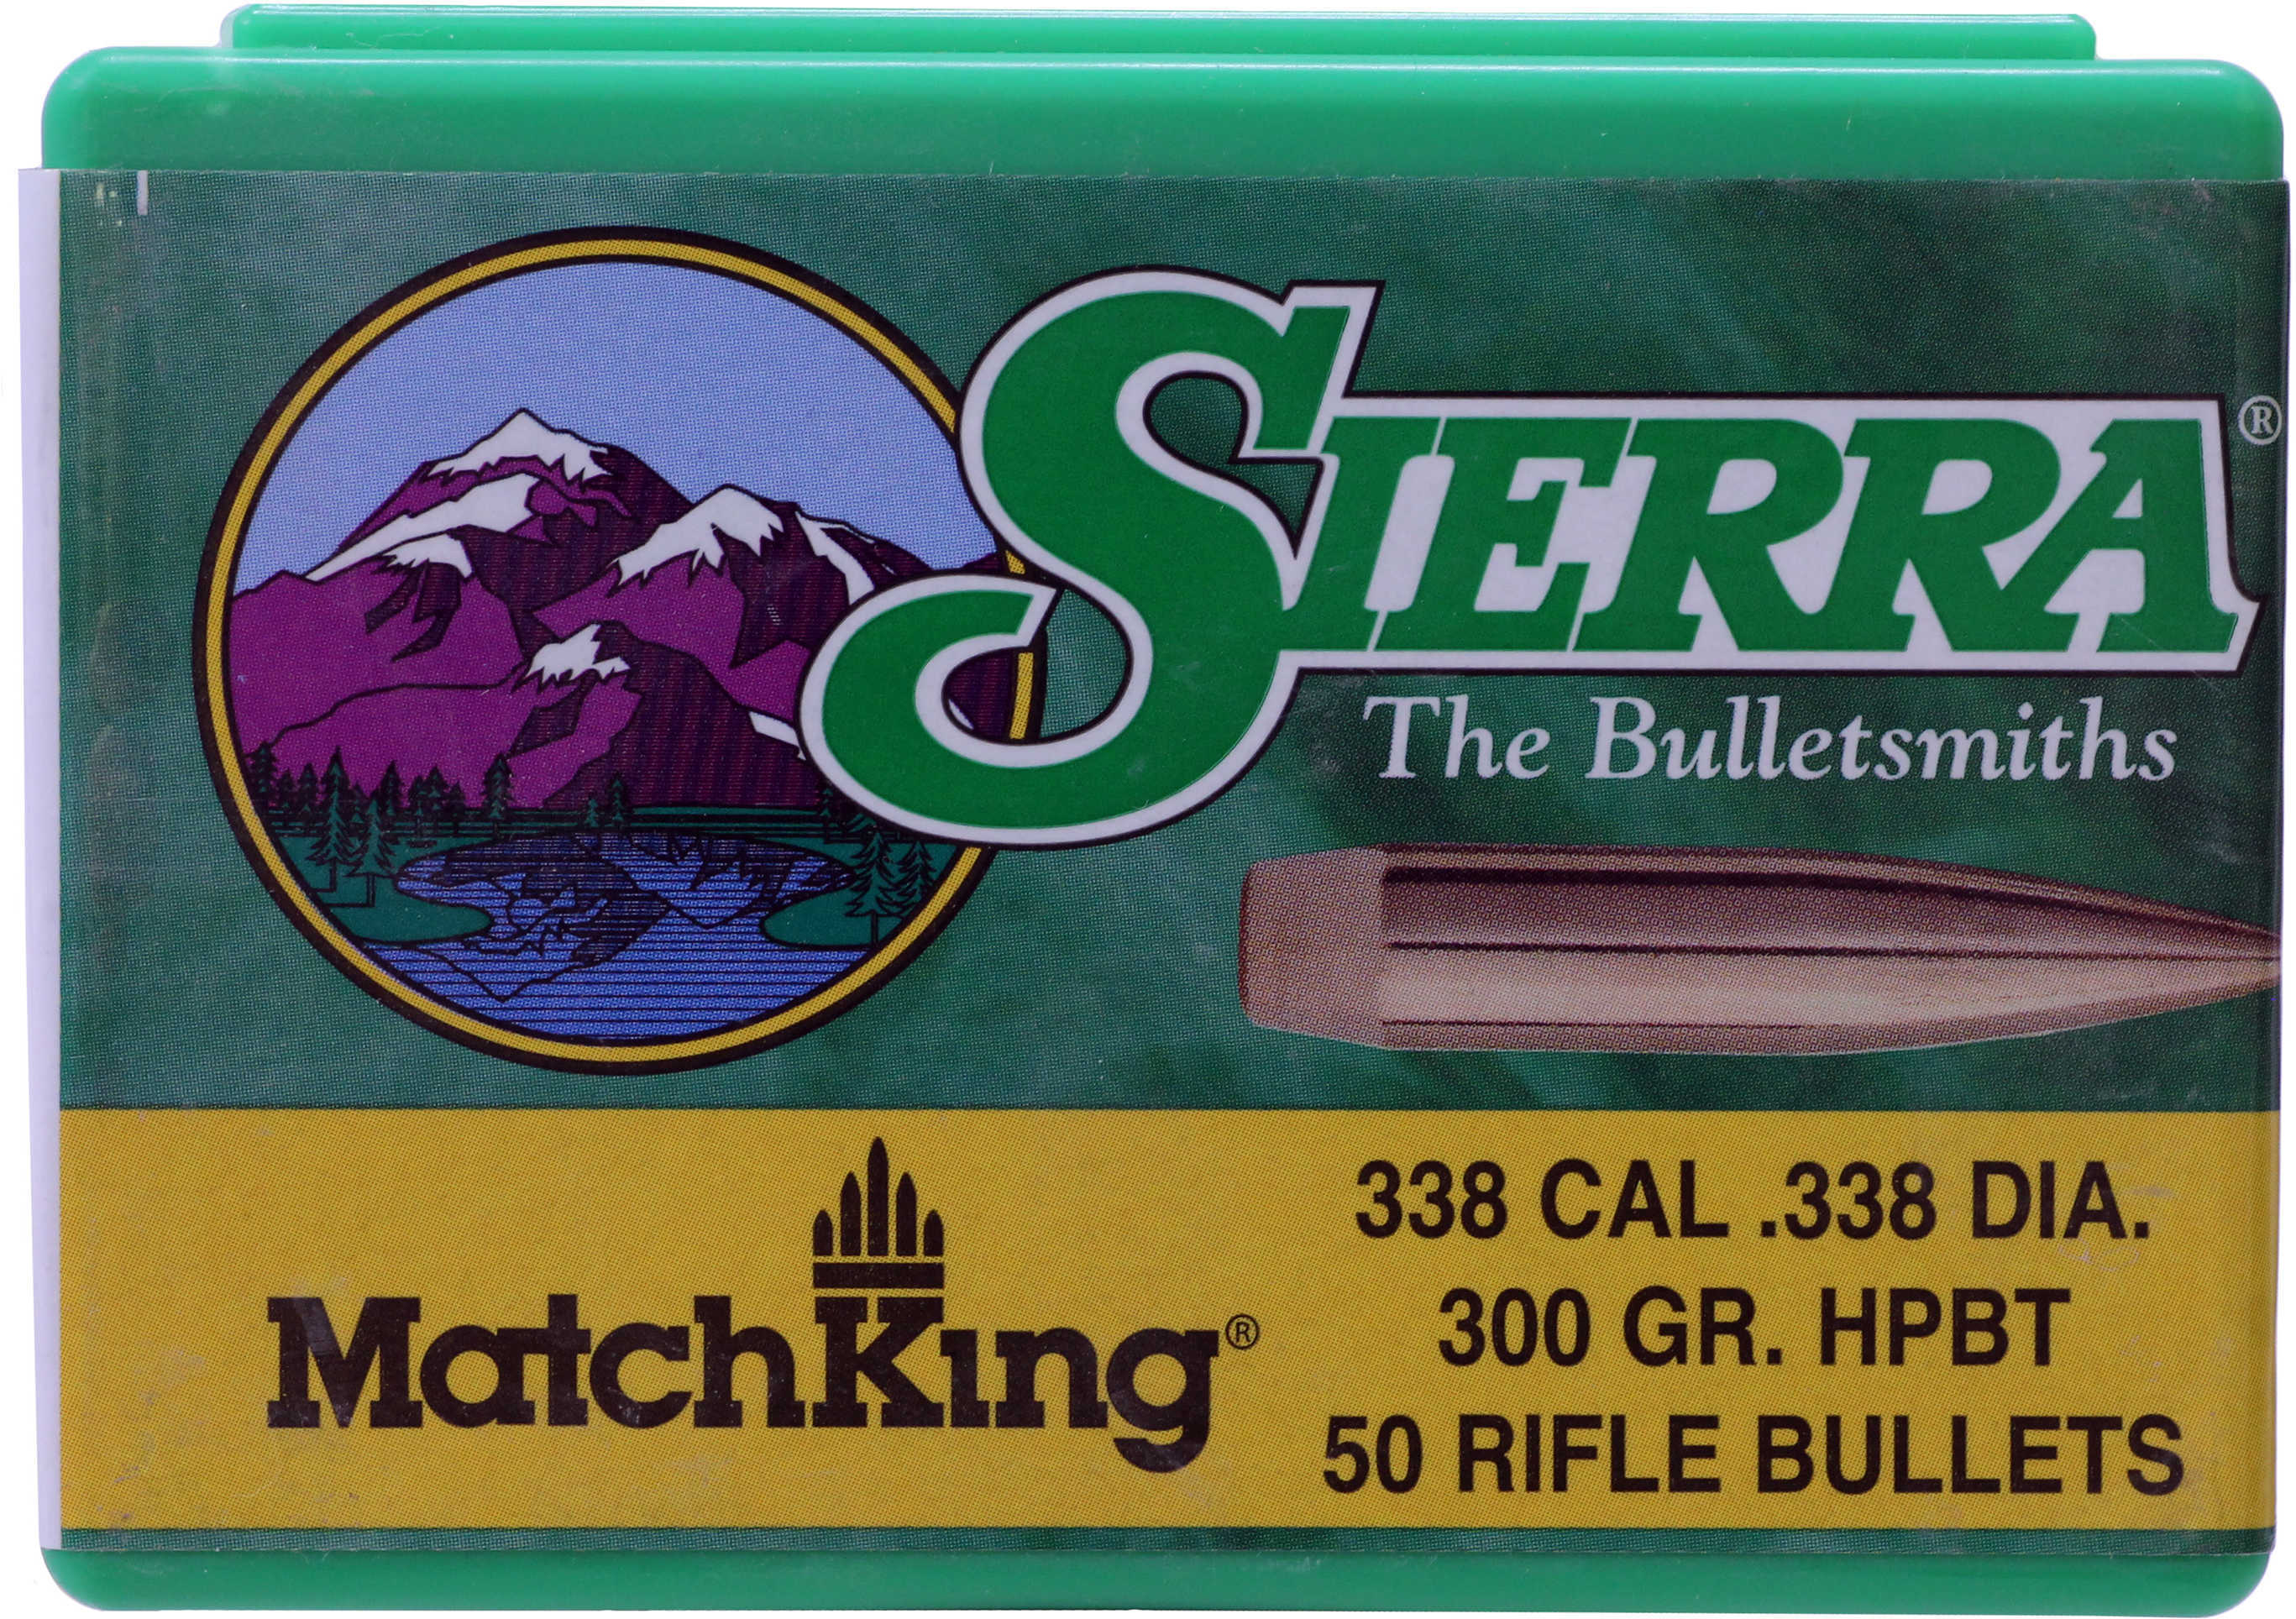 SIERRA®
The Bulletsmiths
MatchKing®
338 CAL .338 DIA.
300 GR. HPBT
50 RIFLE BULLETS